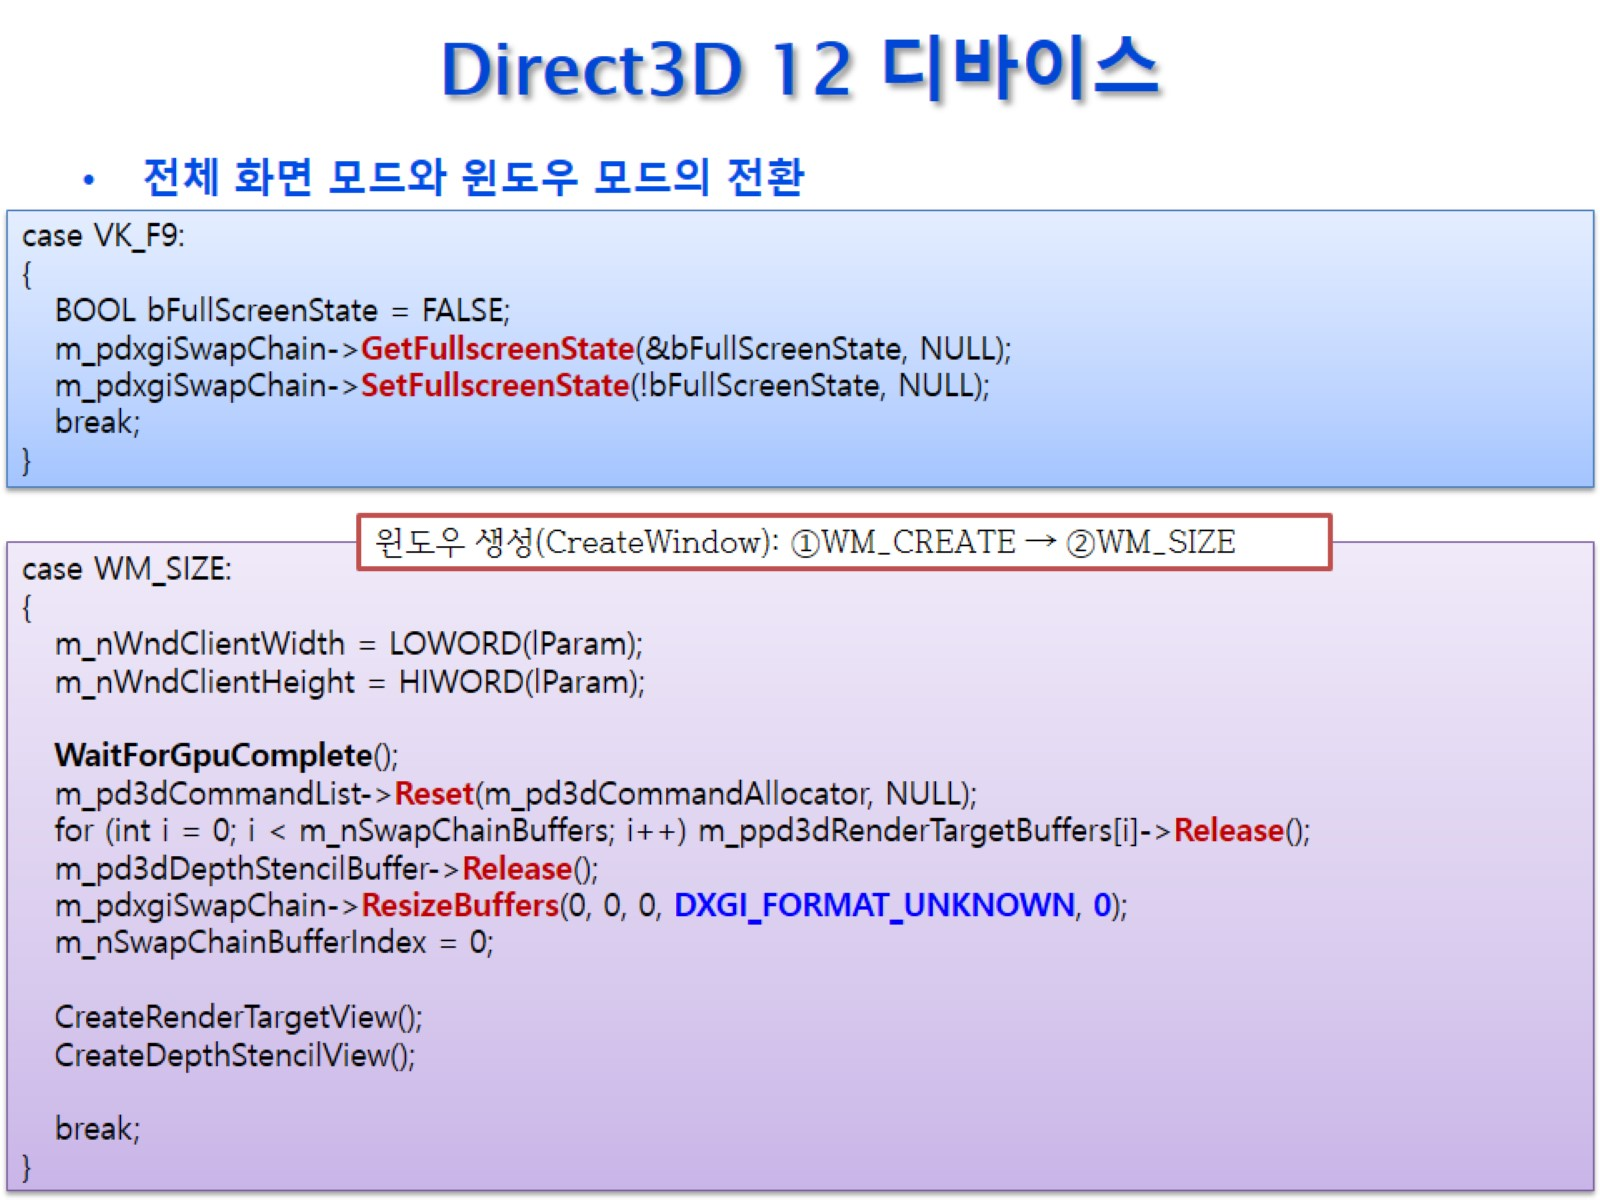 Direct3D 12 디바이스
• 전체 화면 모드와 윈도우 모드의 전환
case VK_F9:
{
BOOL bFullScreenState = FALSE;
m_pdxgiSwapChain->GetFullscreenState(&bFullScreenState, NULL);
m_pdxgiSwapChain->SetFullscreenState(!bFullScreenState, NULL);
break;
}
윈도우 생성(CreateWindow): ①WM_CREATE → ②WM_SIZE
case WM_SIZE:
{
m_nWndClientWidth = LOWORD(lParam);
m_nWndClientHeight = HIWORD(lParam);
WaitForGpuComplete();
m_pd3dCommandList->Reset(m_pd3dCommandAllocator, NULL);
for (int i = 0; i < m_nSwapChainBuffers; i++) m_ppd3dRenderTargetBuffers[i]->Release();
m_pd3dDepthStencilBuffer->Release();
m_pdxgiSwapChain->ResizeBuffers(0, 0, 0, DXGI_FORMAT_UNKNOWN, 0);
m_nSwapChainBufferIndex = 0;
CreateRenderTargetView();
CreateDepthStencilView();
break;
}